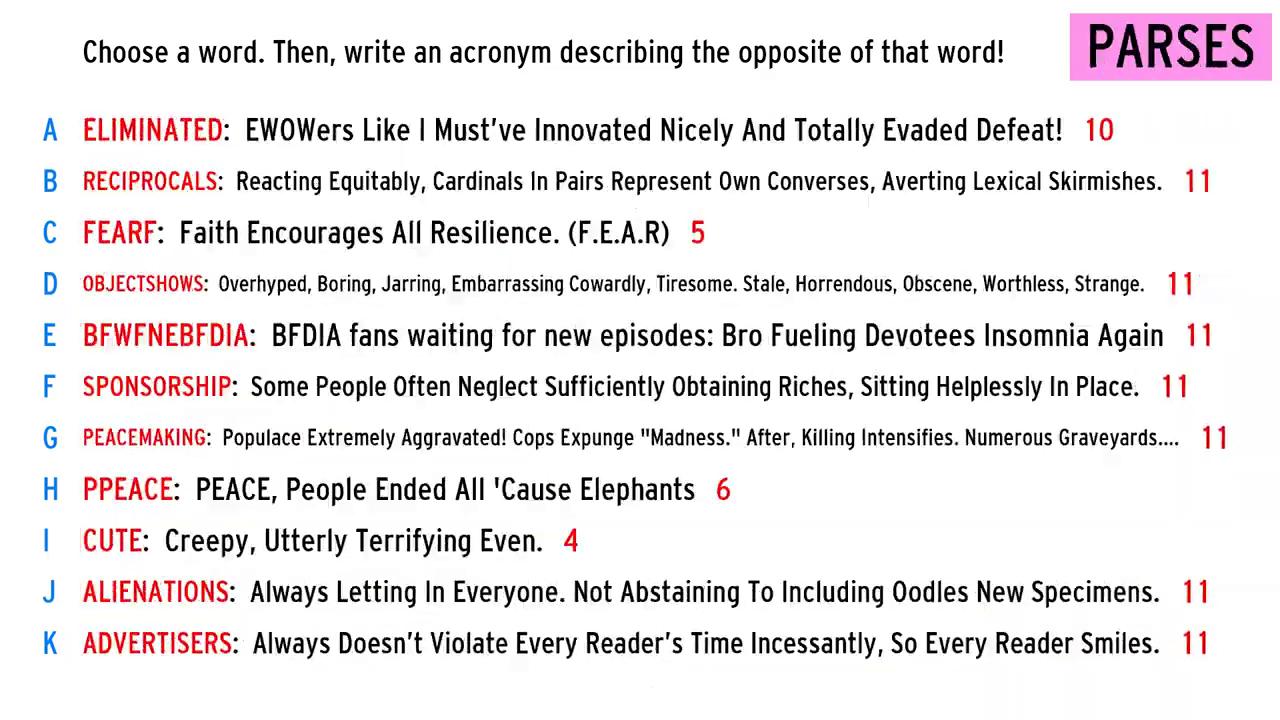 Choose a word. Then, write an acronym describing the opposite of that word!
PARSES
A ELIMINATED: EWOWers Like I Must've Innovated Nicely And Totally Evaded Defeat! 10
B RECIPROCALS: Reacting Equitably, Cardinals In Pairs Represent Own Converses, Averting Lexical Skirmishes. 11
C FEARF: Faith Encourages All Resilience. (F.E.A.R) 5
D OBJECTSHOWS: Overhyped, Boring, Jarring, Embarrassing Cowardly, Tiresome. Stale, Horrendous, Obscene, Worthless, Strange. 11
E BFWFNEBFDIA: BFDIA fans waiting for new episodes: Bro Fueling Devotees Insomnia Again 11
F SPONSORSHIP: Some People Often Neglect Sufficiently Obtaining Riches, Sitting Helplessly In Place. 11
G PEACEMAKING: Populace Extremely Aggravated! Cops Expunge "Madness." After, Killing Intensifies. Numerous Graveyards.... 11
H PPEACE: PEACE, People Ended All 'Cause Elephants 6
I CUTE: Creepy, Utterly Terrifying Even. 4
J ALIENATIONS: Always Letting In Everyone. Not Abstaining To Including Oodles New Specimens. 11
K ADVERTISERS: Always Doesn't Violate Every Reader's Time Incessantly, So Every Reader Smiles. 11